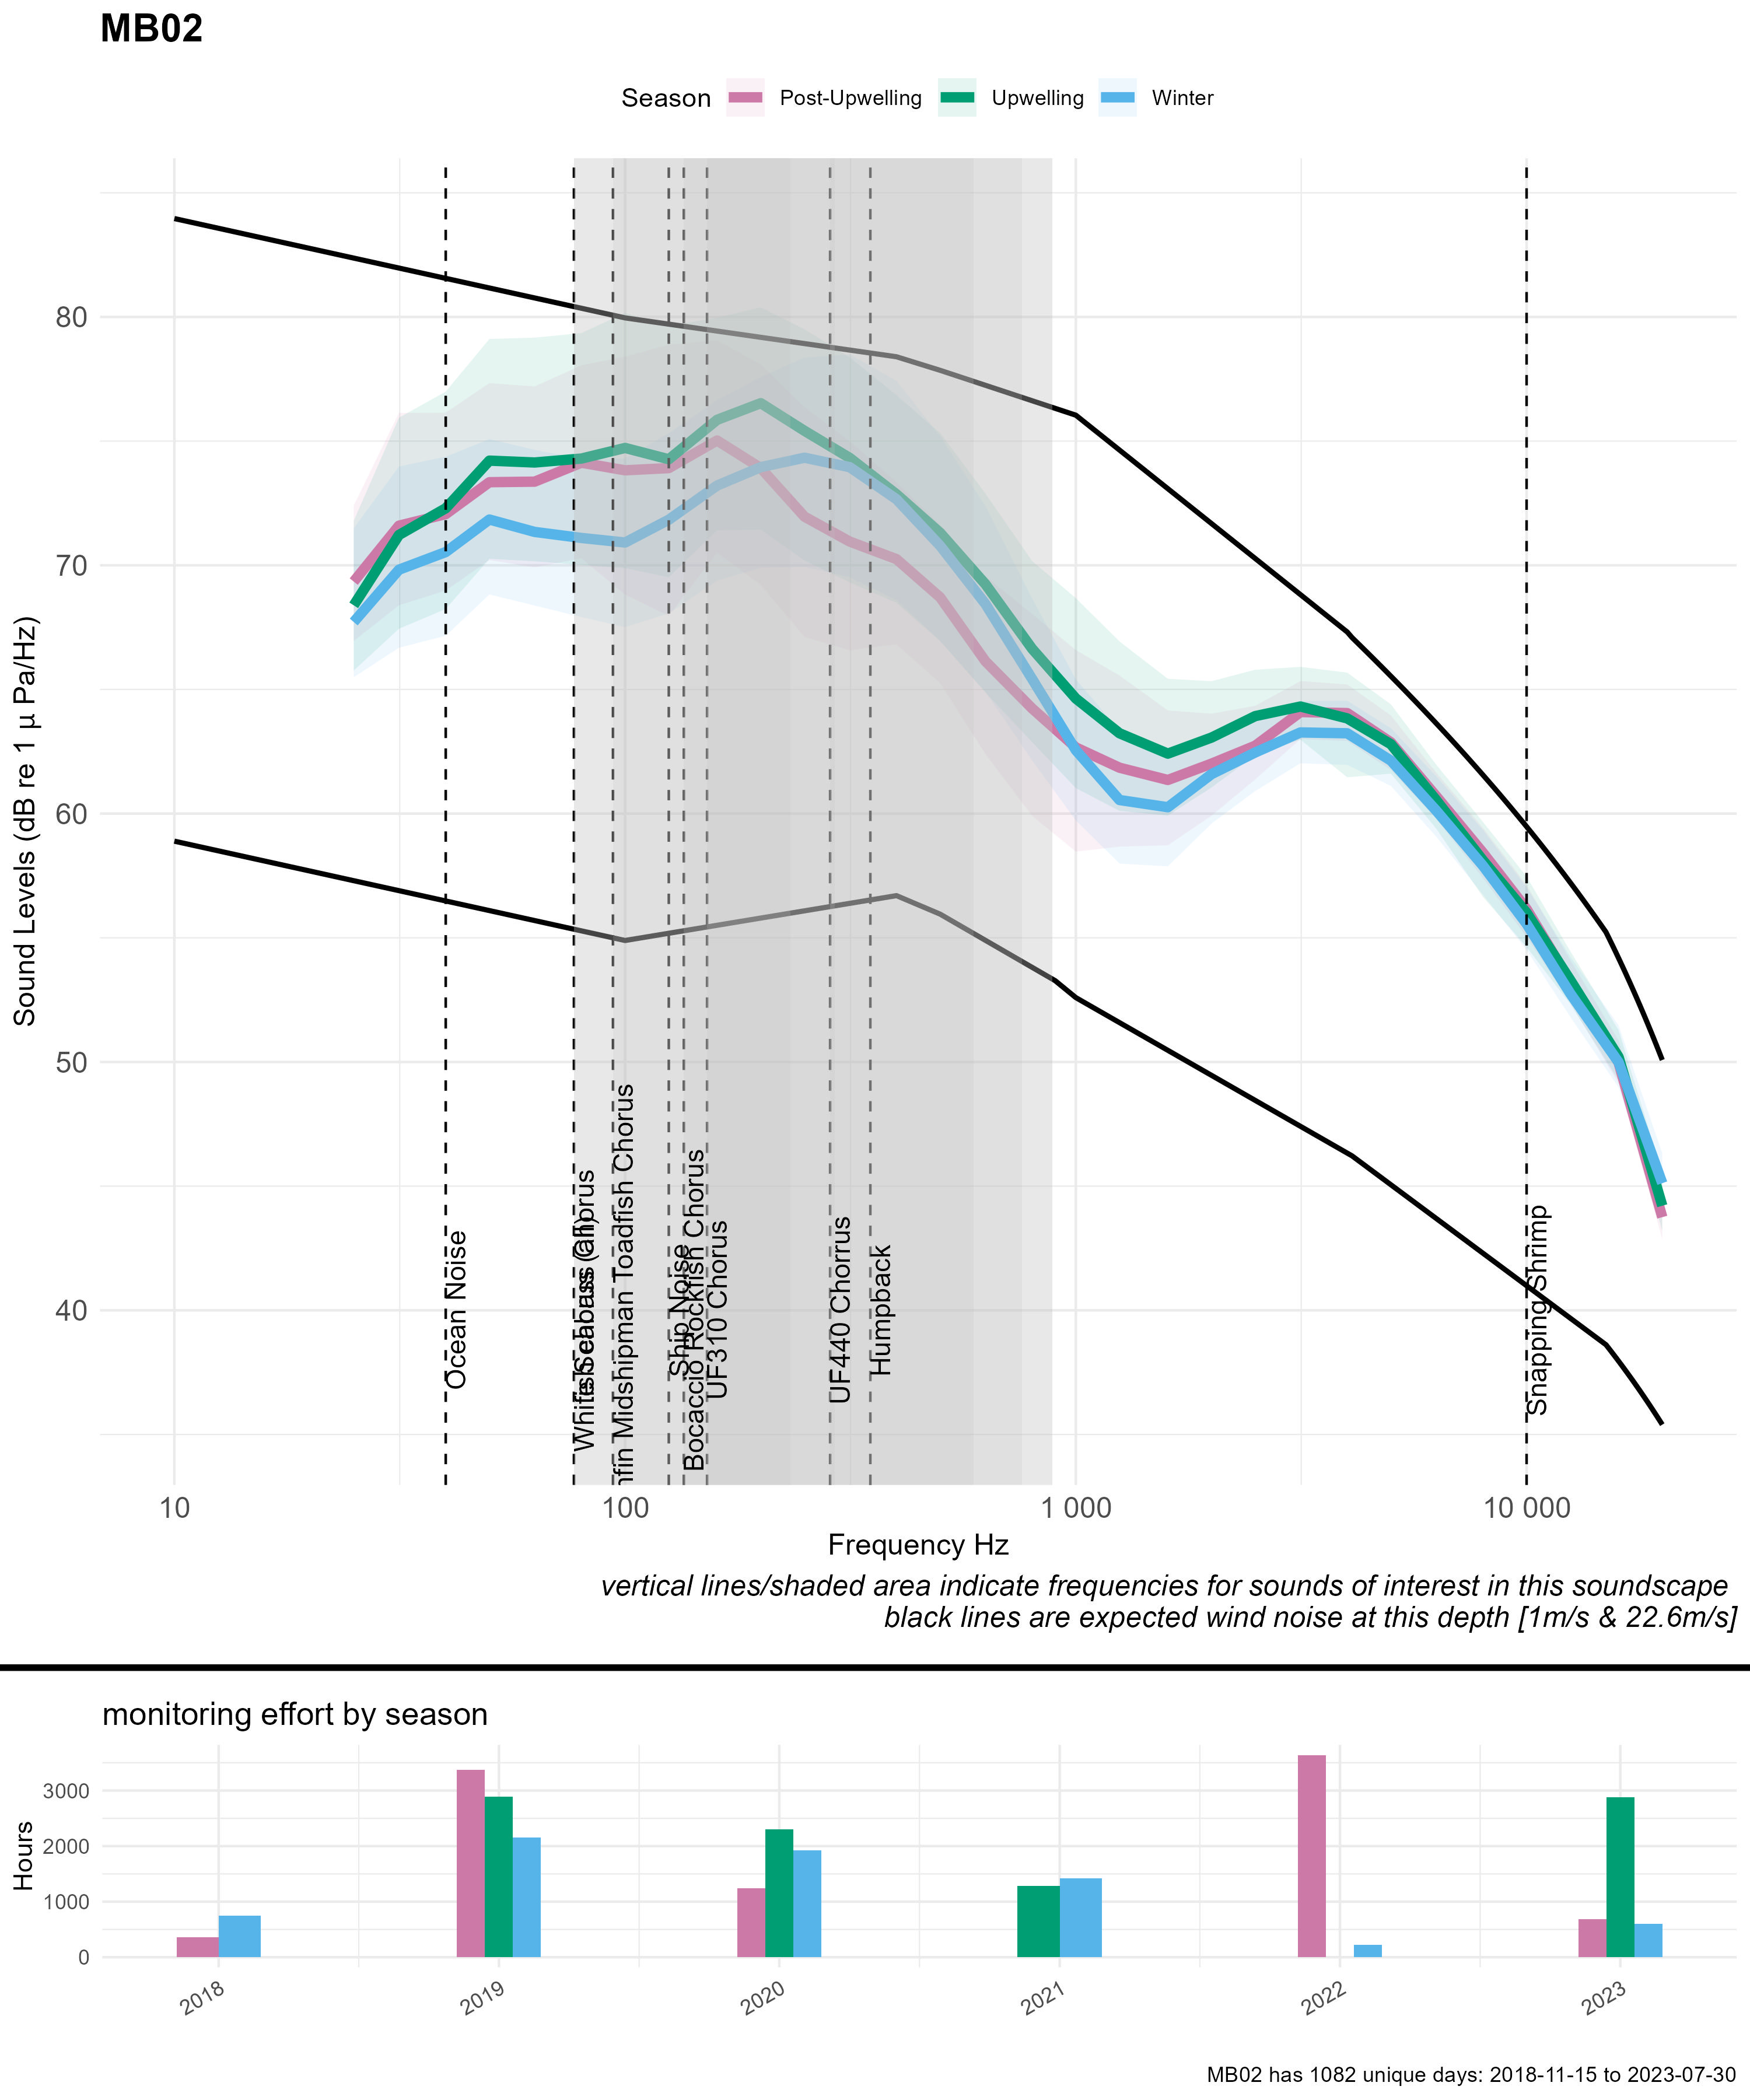 MB02
Season Post-Upwelling Upwelling Winter
Sound Levels (dB re 1 µ Pa/Hz)
80
70
60
50
40
Ocean Noise
fin Midshipman Toadfish Chorus
Ship Noise
Bocaccio Rockfish Chorus
UF310 Chorus
UF440 Chorrus
Humpback
Snapping Shrimp
10 100 1 000 10 000
Frequency Hz
vertical lines/shaded area indicate frequencies for sounds of interest in this soundscape
black lines are expected wind noise at this depth [1m/s & 22.6m/s]
monitoring effort by season
Hours
3000
2000
1000
0
2018 2019 2020 2021 2022 2023
MB02 has 1082 unique days: 2018-11-15 to 2023-07-30